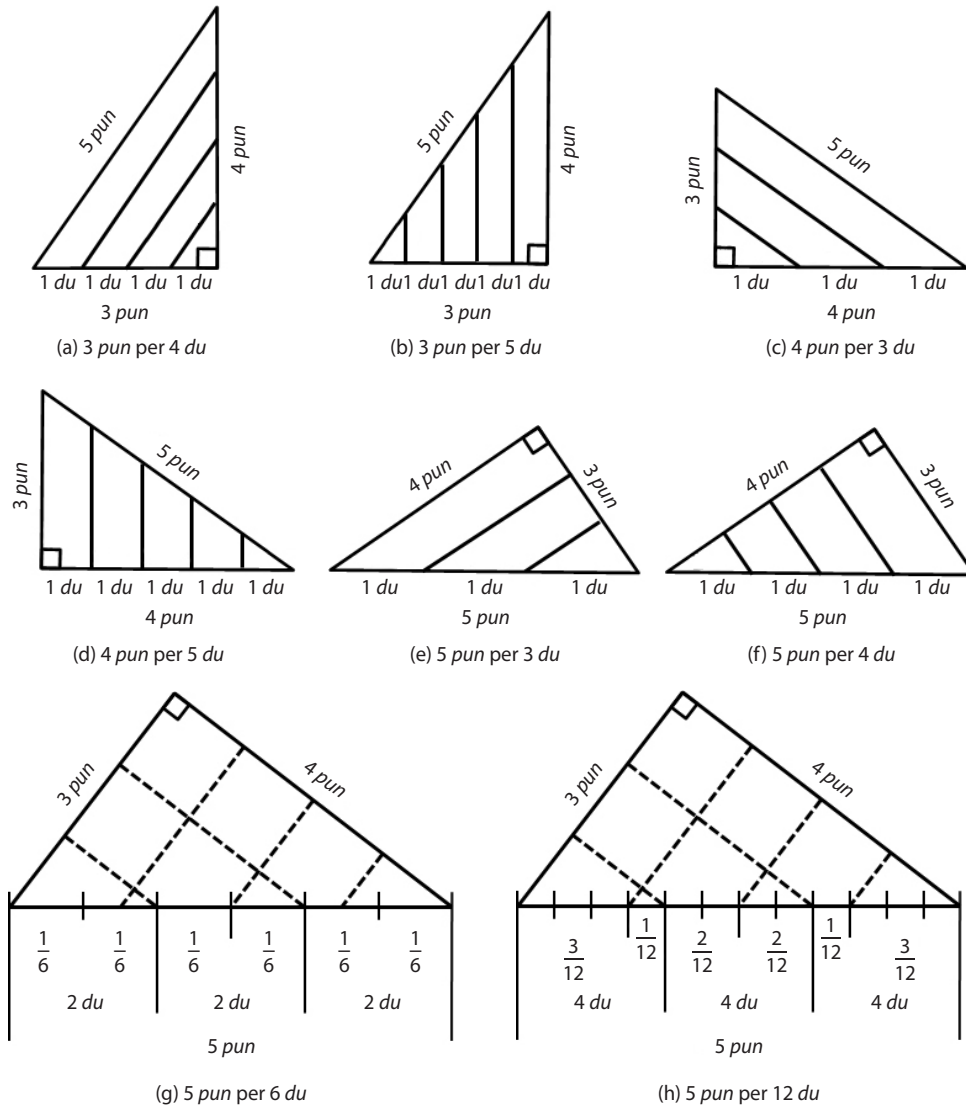 5 pun
4 pun
1 du 1 du 1 du 1 du
3 pun
(a) 3 pun per 4 du
5 pun
4 pun
1 du1 du1 du1 du1 du
3 pun
(b) 3 pun per 5 du
3 pun
5 pun
1 du 1 du 1 du
4 pun
(c) 4 pun per 3 du
3 pun
5 pun
1 du 1 du 1 du 1 du 1 du
4 pun
(d) 4 pun per 5 du
4 pun
3 pun
1 du 1 du 1 du
5 pun
(e) 5 pun per 3 du
4 pun
3 pun
1 du 1 du 1 du 1 du
5 pun
(f) 5 pun per 4 du
3 pun
4 pun
1/6 1/6 1/6 1/6 1/6 1/6
2 du 2 du 2 du
5 pun
(g) 5 pun per 6 du
3 pun
4 pun
3/12 1/12 2/12 2/12 1/12 3/12
4 du 4 du 4 du
5 pun
(h) 5 pun per 12 du